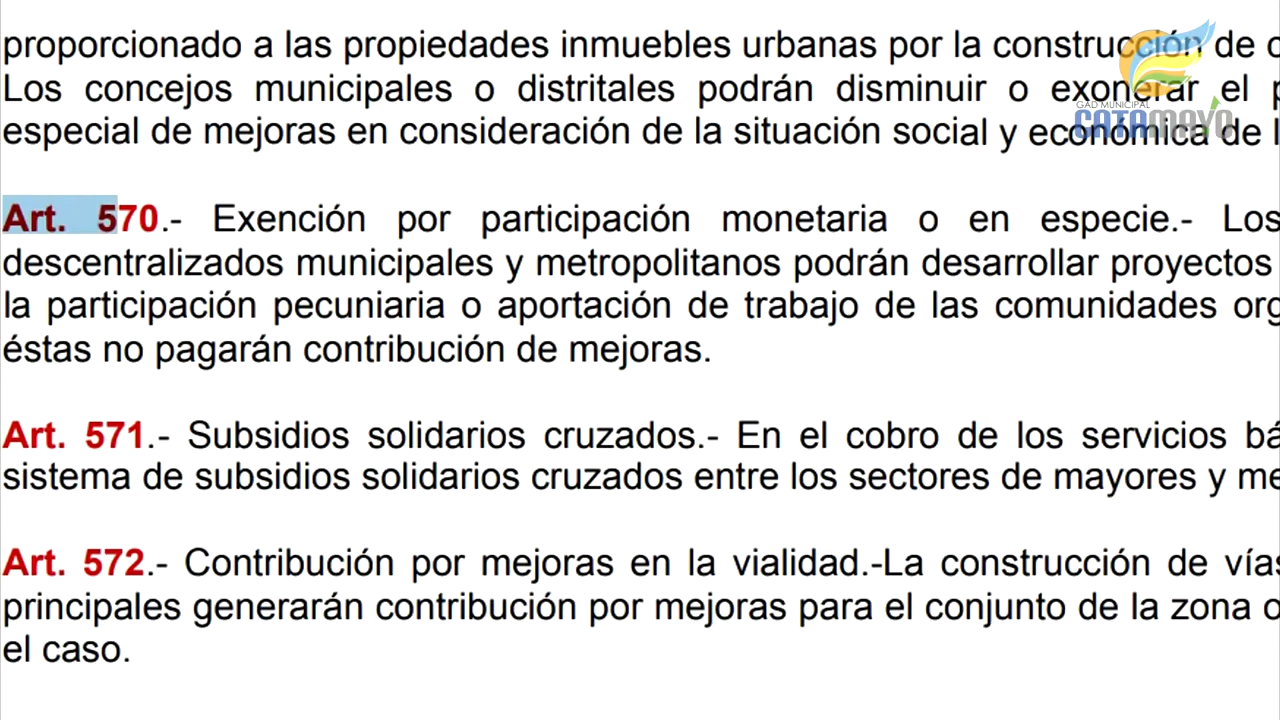 proporcionado a las propiedades inmuebles urbanas por la construcción de
Los concejos municipales o distritales podrán disminuir o exonerar el
especial de mejoras en consideración de la situación social y económica de
GAD MUNICIPAL
CATAMAYO
Art. 570.- Exención por participación monetaria o en especie.- Los
descentralizados municipales y metropolitanos podrán desarrollar proyectos
la participación pecuniaria o aportación de trabajo de las comunidades org
éstas no pagarán contribución de mejoras.
Art. 571.- Subsidios solidarios cruzados.- En el cobro de los servicios bá
sistema de subsidios solidarios cruzados entre los sectores de mayores y me
Art. 572.- Contribución por mejoras en la vialidad.-La construcción de vías
principales generarán contribución por mejoras para el conjunto de la zona o
el caso.